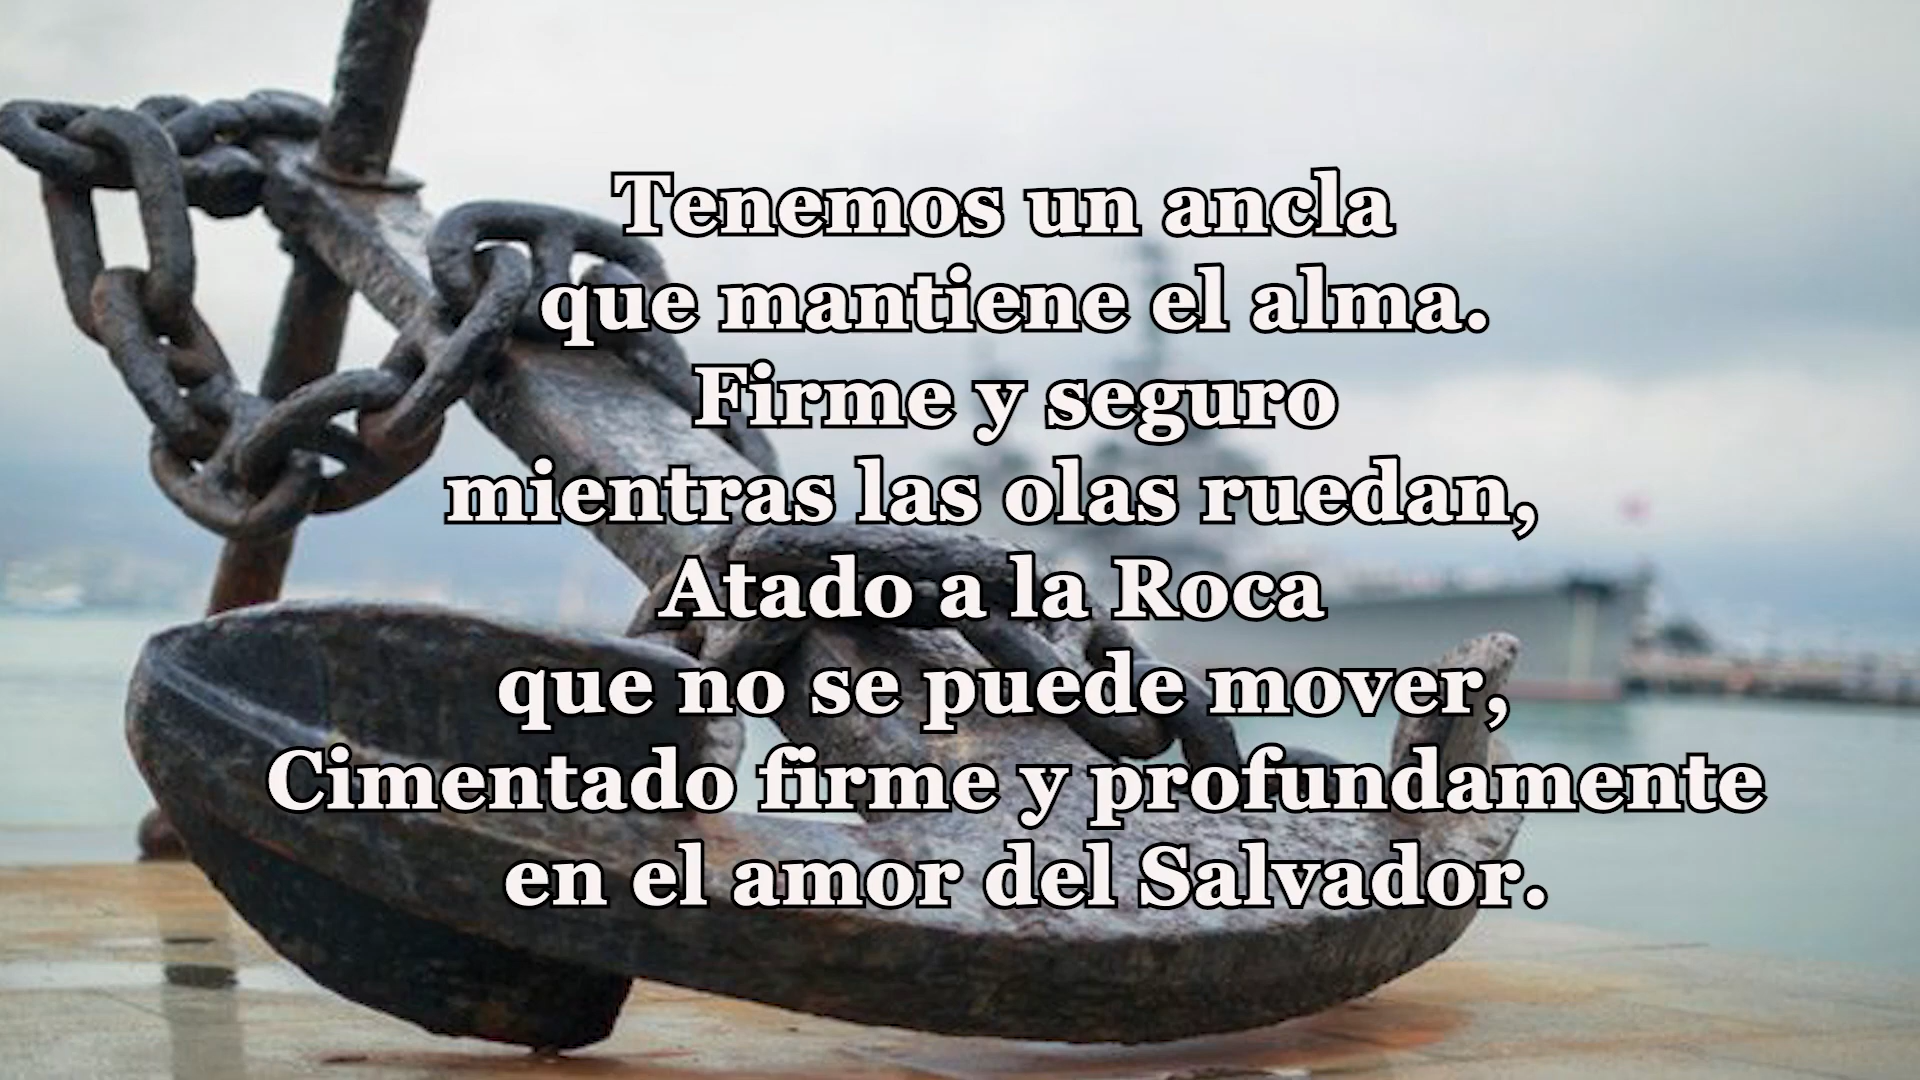 Tenemos un ancla
que mantiene el alma.
Firme y seguro
mientras las olas ruedan,
Atado a la Roca
que no se puede mover,
Cimentado firme y profundamente
en el amor del Salvador.